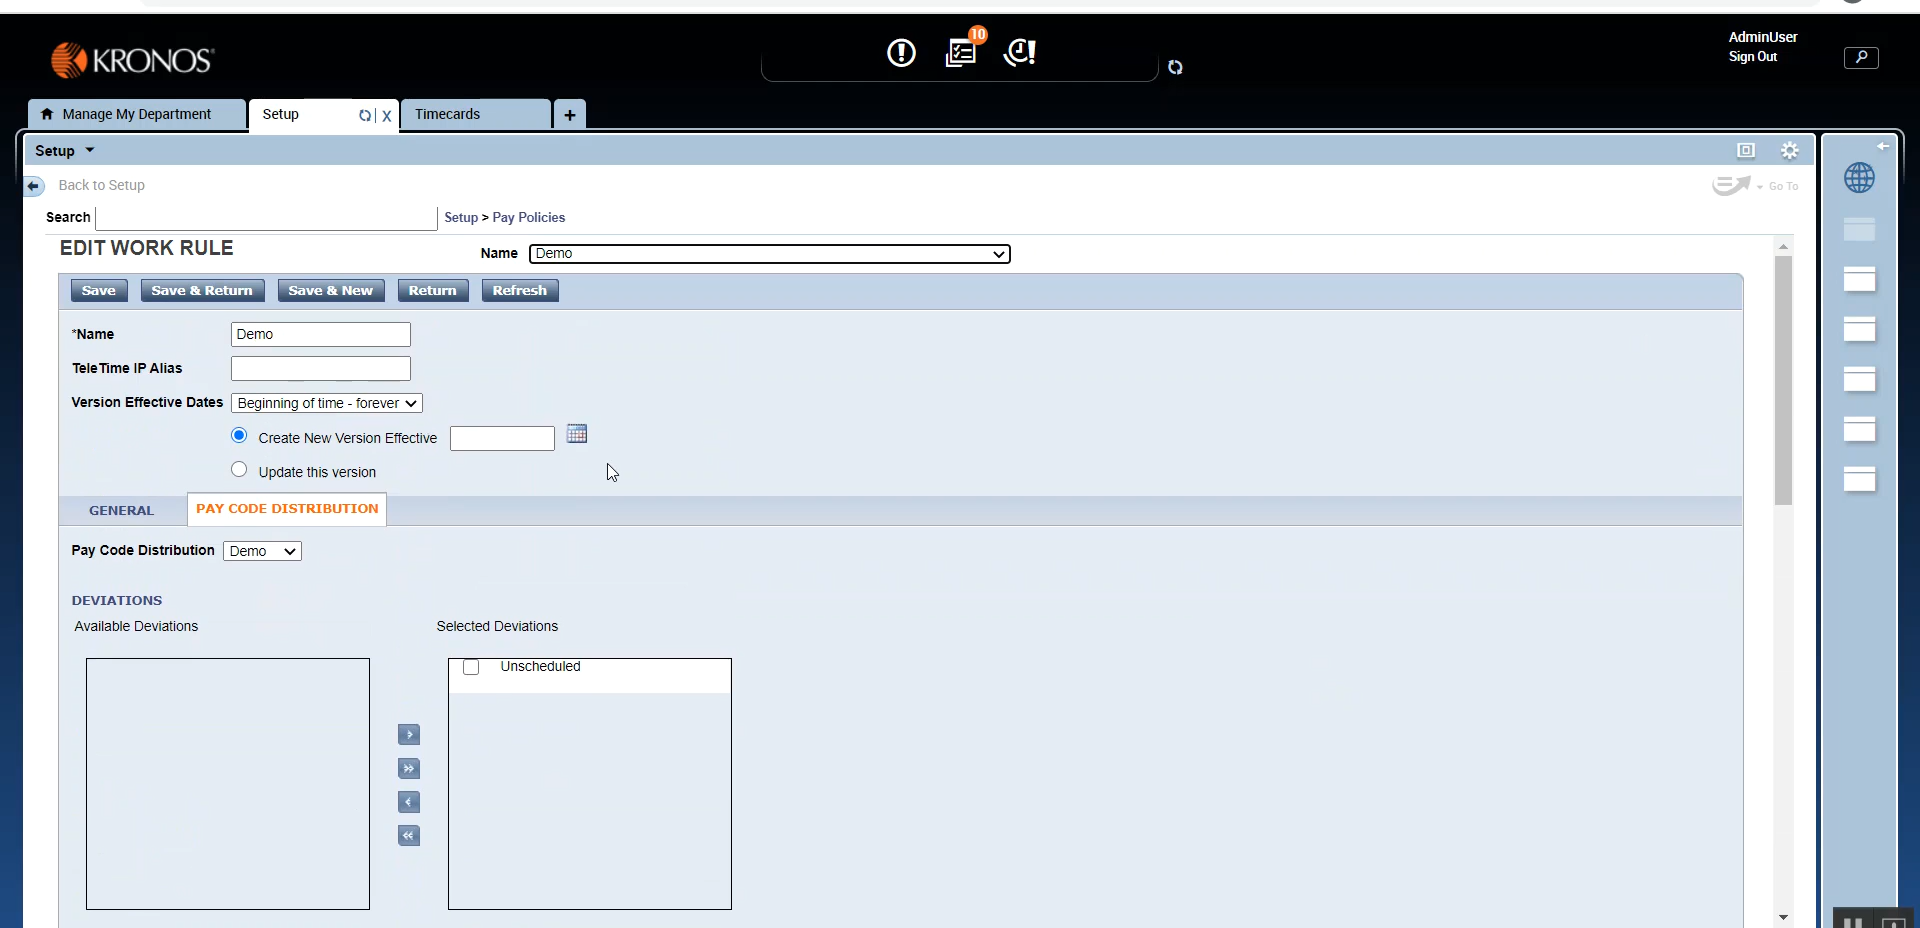 KRONOS
10
AdminUser
Sign Out
Manage My Department
Setup
X
Timecards
+
Setup
Back to Setup
Go To
Search
Setup > Pay Policies
EDIT WORK RULE
Name Demo
Save Save & Return Save & New Return Refresh
*Name Demo
TeleTime IP Alias
Version Effective Dates Beginning of time - forever
Create New Version Effective
Update this version
GENERAL PAY CODE DISTRIBUTION
Pay Code Distribution Demo
DEVIATIONS
Available Deviations Selected Deviations
Unscheduled